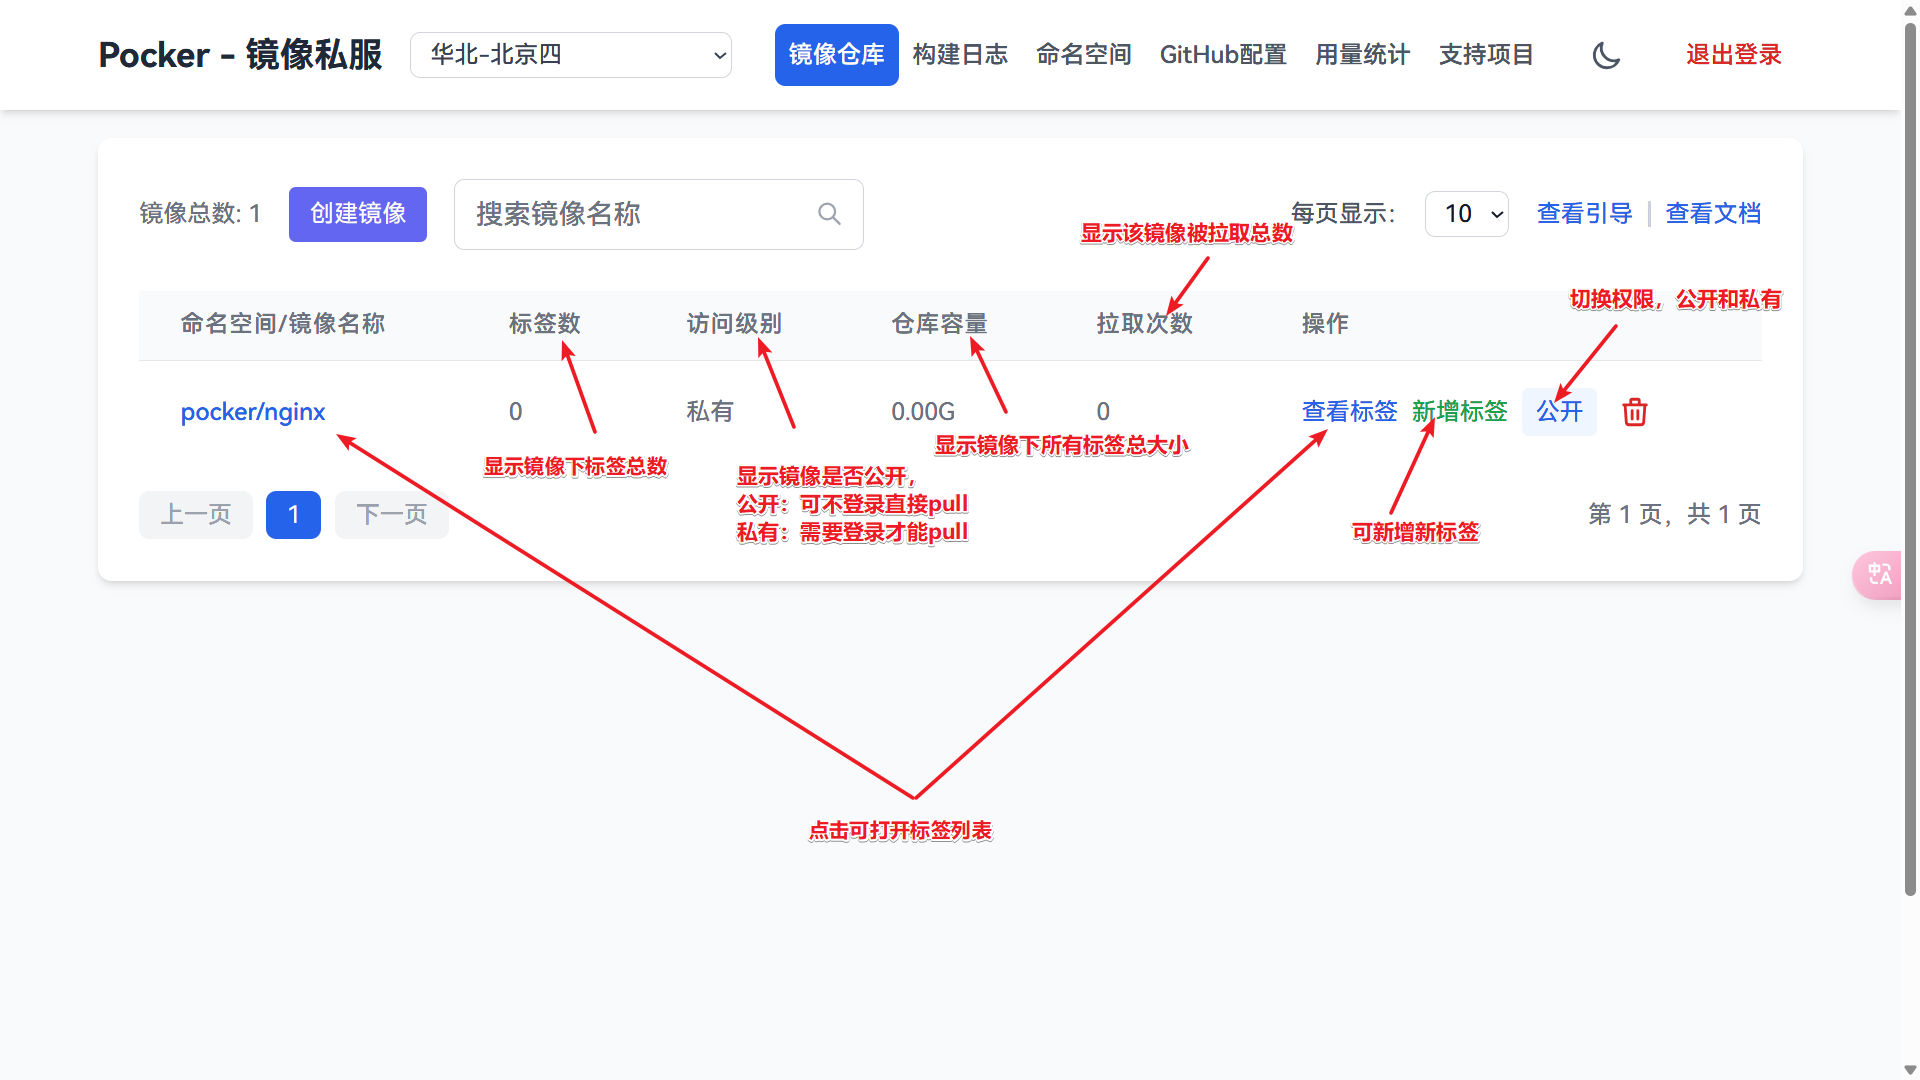 Pocker - 镜像私服
华北-北京四
镜像仓库
构建日志
命名空间
GitHub配置
用量统计
支持项目
退出登录
镜像总数: 1
创建镜像
搜索镜像名称
每页显示：
10
查看引导
查看文档
显示该镜像被拉取总数
切换权限，公开和私有
命名空间/镜像名称
标签数
访问级别
仓库容量
拉取次数
操作
pocker/nginx
0
私有
0.00G
0
查看标签
新增标签
公开
显示镜像下标签总数
显示镜像是否公开，
公开：可不登录直接pull
私有：需要登录才能pull
显示镜像下所有标签总大小
可新增新标签
上一页
1
下一页
第 1 页，共 1 页
中
A
点击可打开标签列表